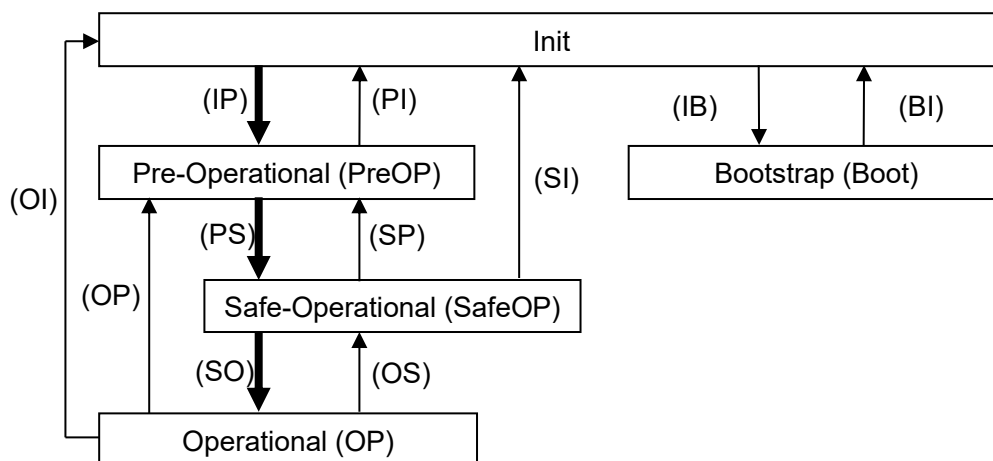 Init
(IP)
(PI)
(IB)
(BI)
Pre-Operational (PreOP)
Bootstrap (Boot)
(OI)
(SI)
(PS)
(SP)
(OP)
Safe-Operational (SafeOP)
(SO)
(OS)
Operational (OP)